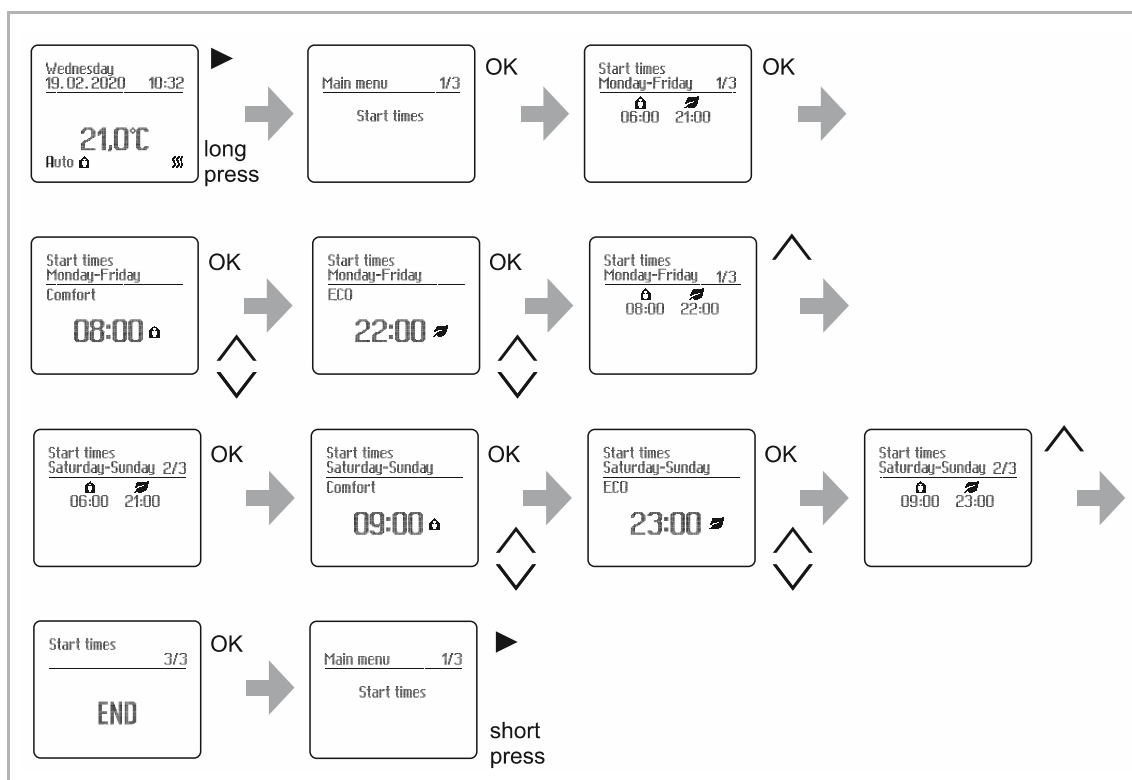 Wednesday
19.02.2020 10:32
21,0°C
Auto
long
press
Main menu 1/3
Start times
OK
Start times
Monday-Friday 1/3
06:00 21:00
OK
Start times
Monday-Friday
Comfort
08:00
OK
Start times
Monday-Friday
ECO
22:00
OK
Start times
Monday-Friday 1/3
08:00 22:00
Start times
Saturday-Sunday 2/3
06:00 21:00
OK
Start times
Saturday-Sunday
Comfort
09:00
OK
Start times
Saturday-Sunday
ECO
23:00
OK
Start times
Saturday-Sunday 2/3
09:00 23:00
Start times
3/3
END
OK
Main menu 1/3
Start times
short
press